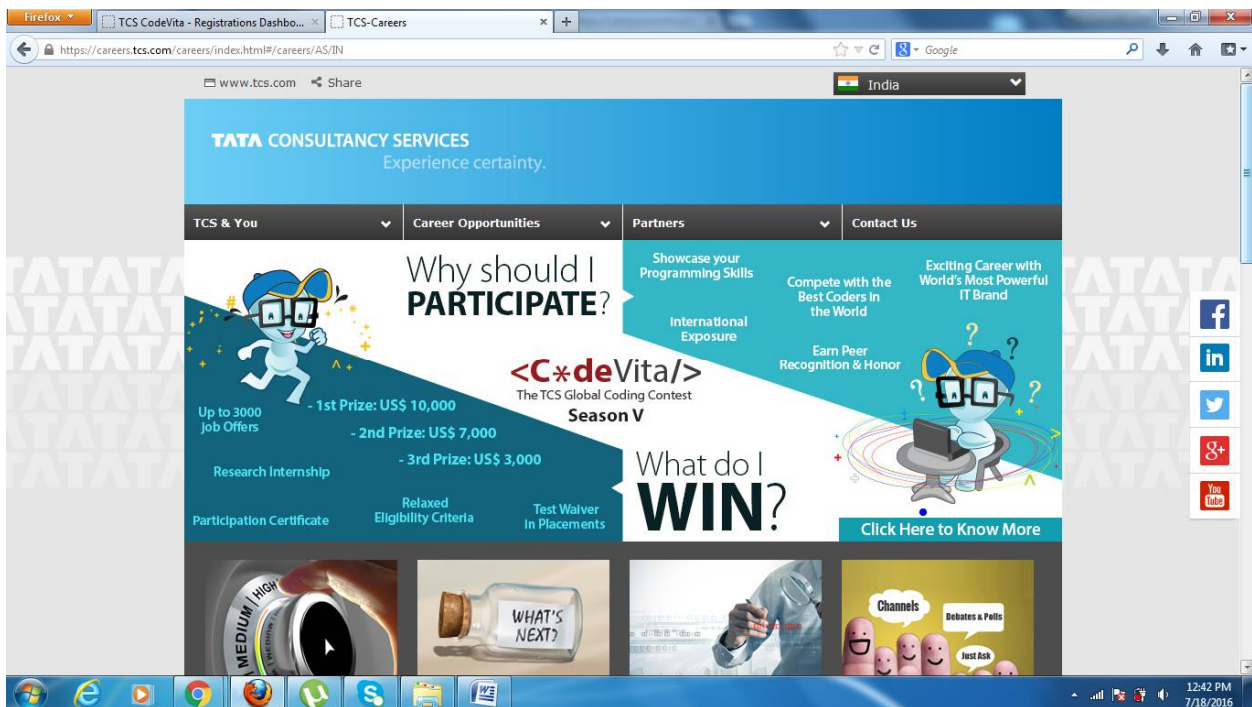 Firefox
TCS CodeVita - Registrations Dashbo...
TCS-Careers
https://careers.tcs.com/careers/index.html#/careers/AS/IN
Google
www.tcs.com
Share
India
TATA CONSULTANCY SERVICES
Experience certainty.
TCS & You
Career Opportunities
Partners
Contact Us
Why should I
PARTICIPATE?
Showcase your
Programming Skills
Compete with the
Best Coders in
the World
Exciting Career with
World's Most Powerful
IT Brand
International
Exposure
Earn Peer
Recognition & Honor
<C*deVita/>
The TCS Global Coding Contest
Season V
Up to 3000
Job Offers
- 1st Prize: US$ 10,000
- 2nd Prize: US$ 7,000
- 3rd Prize: US$ 3,000
Research Internship
Participation Certificate
Relaxed
Eligibility Criteria
Test Waiver
in Placements
What do I
WIN?
Click Here to Know More
MEDIUM | HIGH
WHAT'S
NEXT?
Channels
Debates & Polls
Just Ask
f
in
g+
You
Tube
12:42 PM
7/18/2016